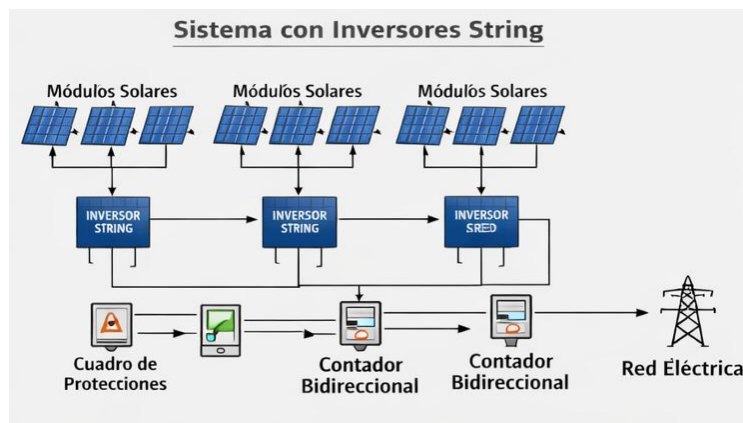 Sistema con Inversores String
Módulos Solares
Módulos Solares
Módulos Solares
INVERSOR
STRING
INVERSOR
STRING
INVERSOR
SRED
Cuadro de
Protecciones
Contador
Bidireccional
Contador
Bidireccional
Red Eléctrica